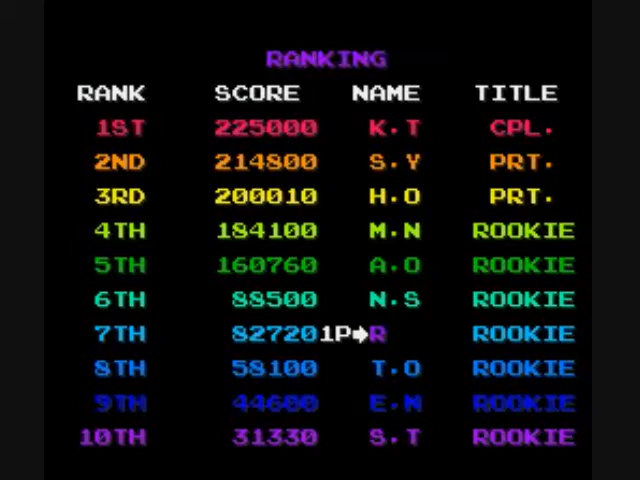 RANKING
RANK SCORE NAME TITLE
1ST 225000 K.T CPL.
2ND 214800 S.Y PRT.
3RD 200010 H.O PRT.
4TH 184100 M.N ROOKIE
5TH 160760 A.O ROOKIE
6TH 88500 N.S ROOKIE
7TH 82720 1P➡R ROOKIE
8TH 58100 T.O ROOKIE
9TH 44600 E.N ROOKIE
10TH 31330 S.T ROOKIE